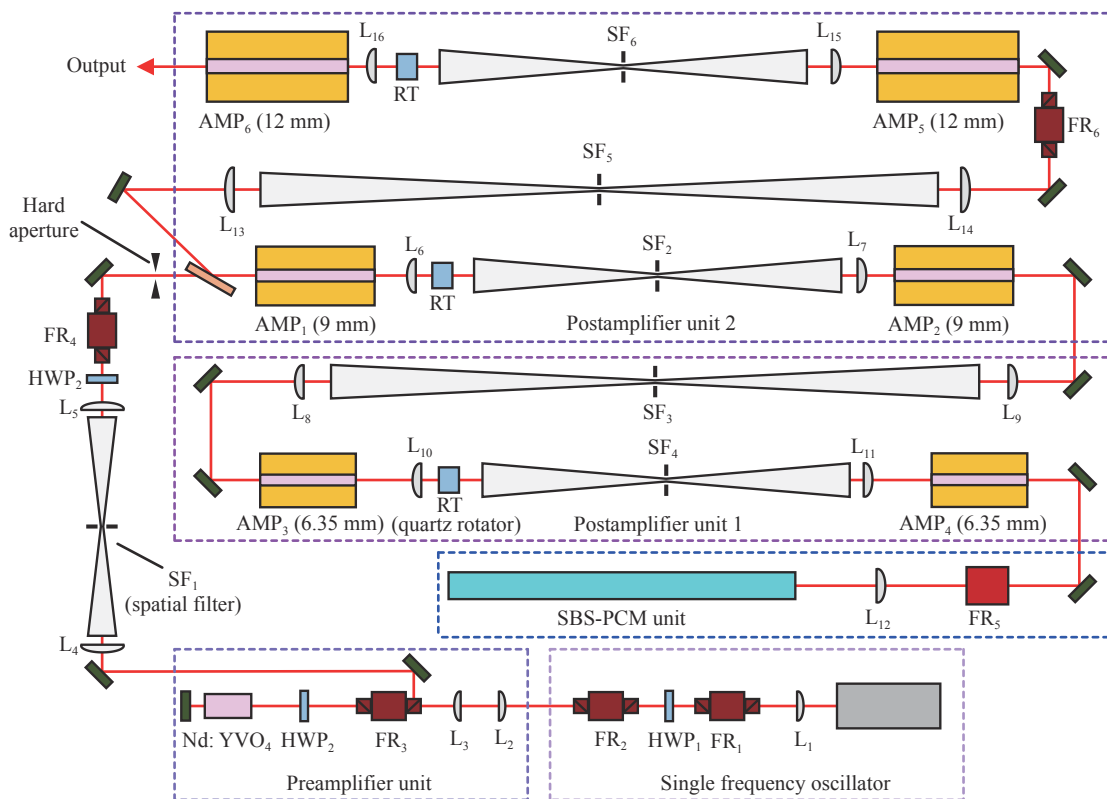 L₁₆
SF₆
L₁₅
Output
RT
AMP₆ (12 mm)
AMP₅ (12 mm)
FR₆
SF₅
L₁₃
L₁₄
Hard
aperture
L₆
SF₂
L₇
RT
AMP₁ (9 mm)
Postamplifier unit 2
AMP₂ (9 mm)
FR₄
HWP₂
L₅
L₈
SF₃
L₉
L₁₀
SF₄
L₁₁
RT
AMP₃ (6.35 mm)
(quartz rotator)
Postamplifier unit 1
AMP₄ (6.35 mm)
SF₁
(spatial filter)
SBS-PCM unit
L₁₂
FR₅
L₄
Nd: YVO₄
HWP₂
FR₃
L₃
L₂
FR₂
HWP₁
FR₁
L₁
Preamplifier unit
Single frequency oscillator